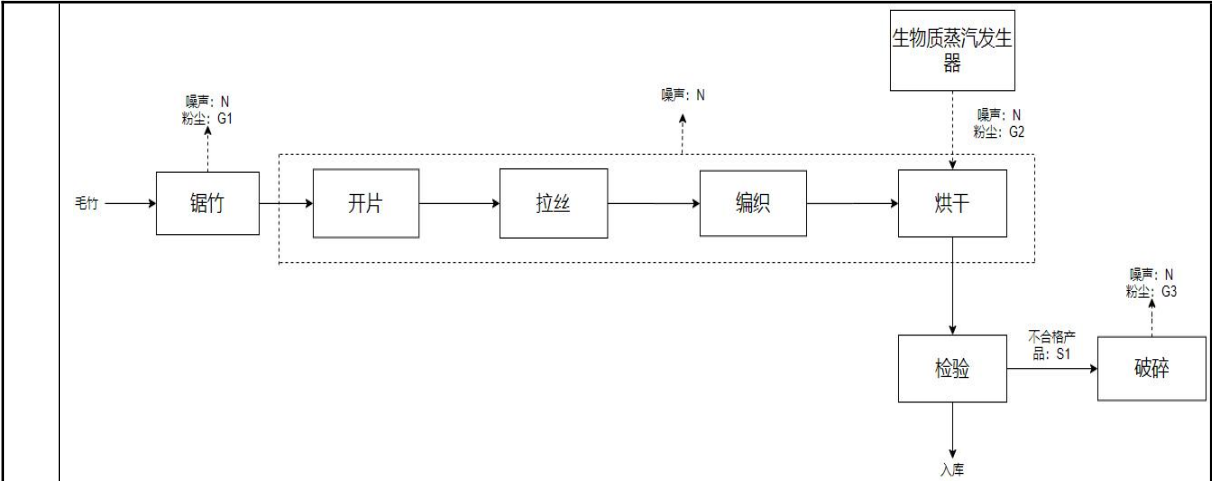 生物质蒸汽发生
器
噪声：N
粉尘：G1
噪声：N
噪声：N
粉尘：G2
毛竹
锯竹
开片
拉丝
编织
烘干
噪声：N
粉尘：G3
检验
不合格产
品：S1
破碎
入库